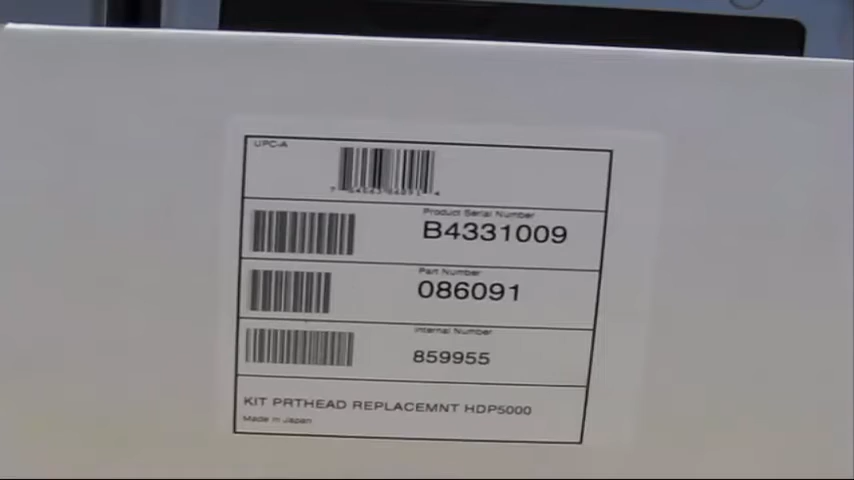 UPC-A
Product Serial Number
B4331009
Part Number
086091
Internal Number
859955
KIT PRTHEAD REPLACEMNT HDP5000
Made in Japan